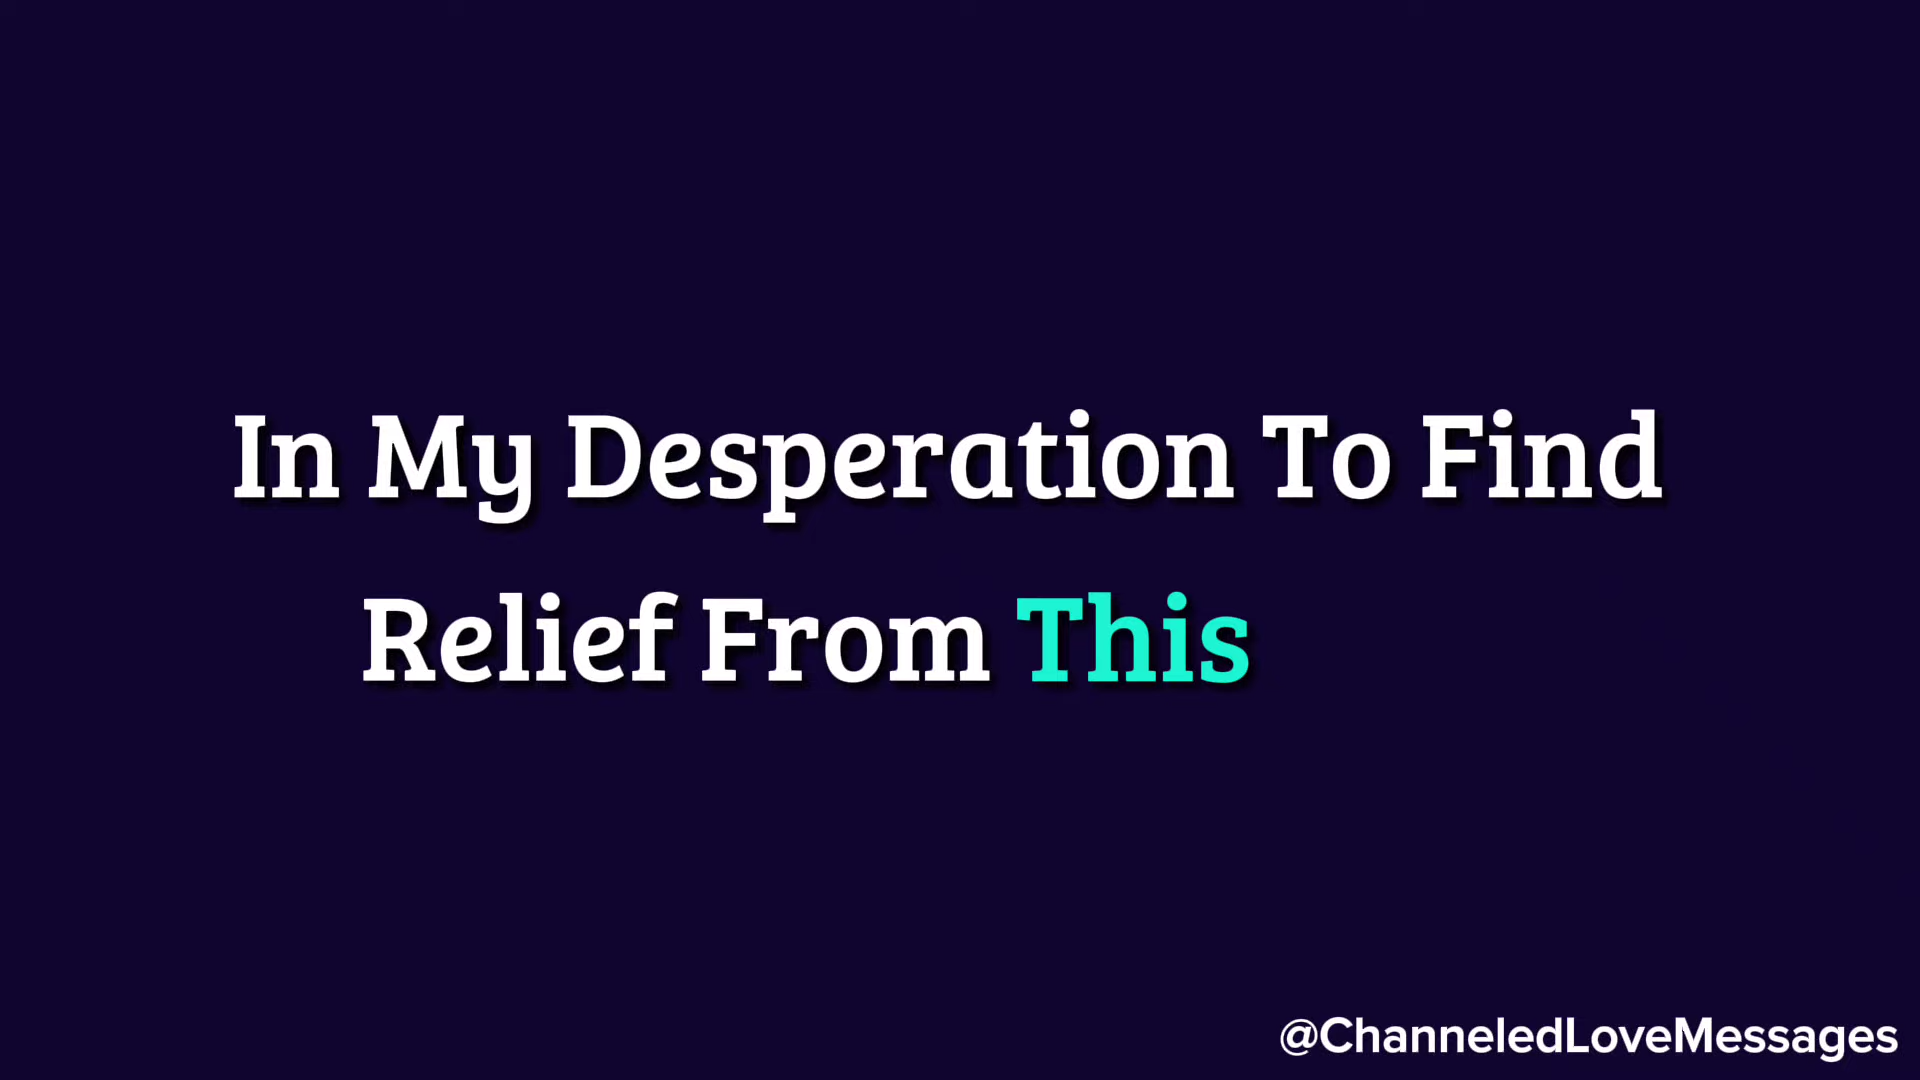 In My Desperation To Find
Relief From This
@ChanneledLoveMessages